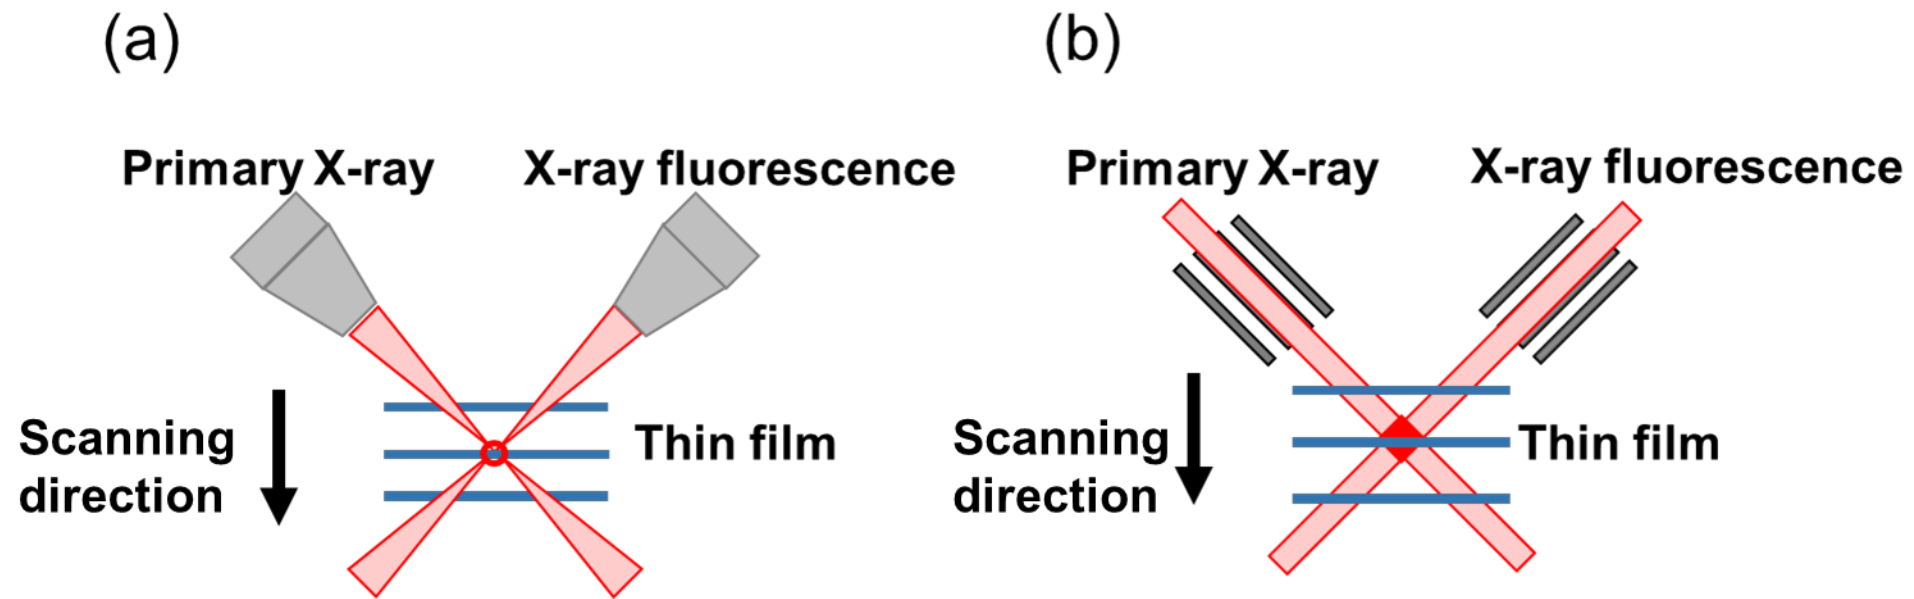 (a)
Primary X-ray
X-ray fluorescence
Scanning
direction
Thin film
(b)
Primary X-ray
X-ray fluorescence
Scanning
direction
Thin film